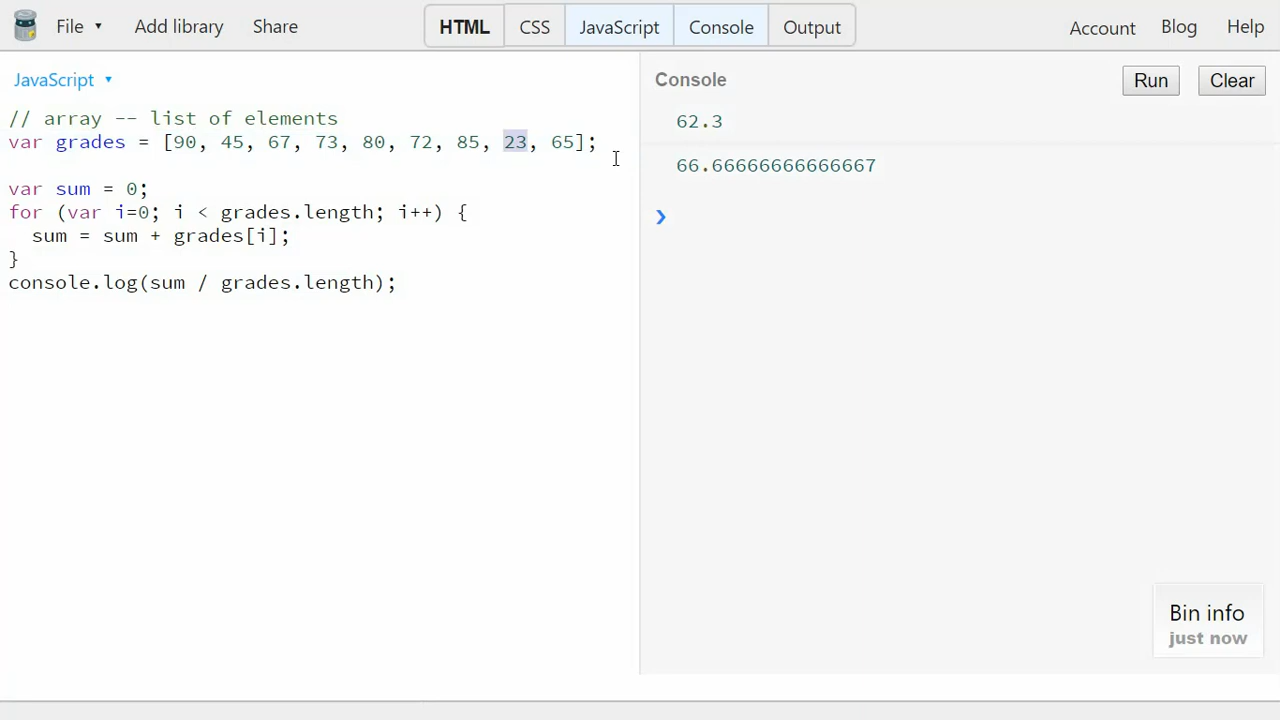 File ▾ Add library Share HTML CSS JavaScript Console Output Account Blog Help
JavaScript ▾
// array -- list of elements
var grades = [90, 45, 67, 73, 80, 72, 85, 23, 65];
var sum = 0;
for (var i=0; i < grades.length; i++) {
  sum = sum + grades[i];
}
console.log(sum / grades.length);
Console Run Clear
62.3
66.66666666666667
❯
Bin info
just now